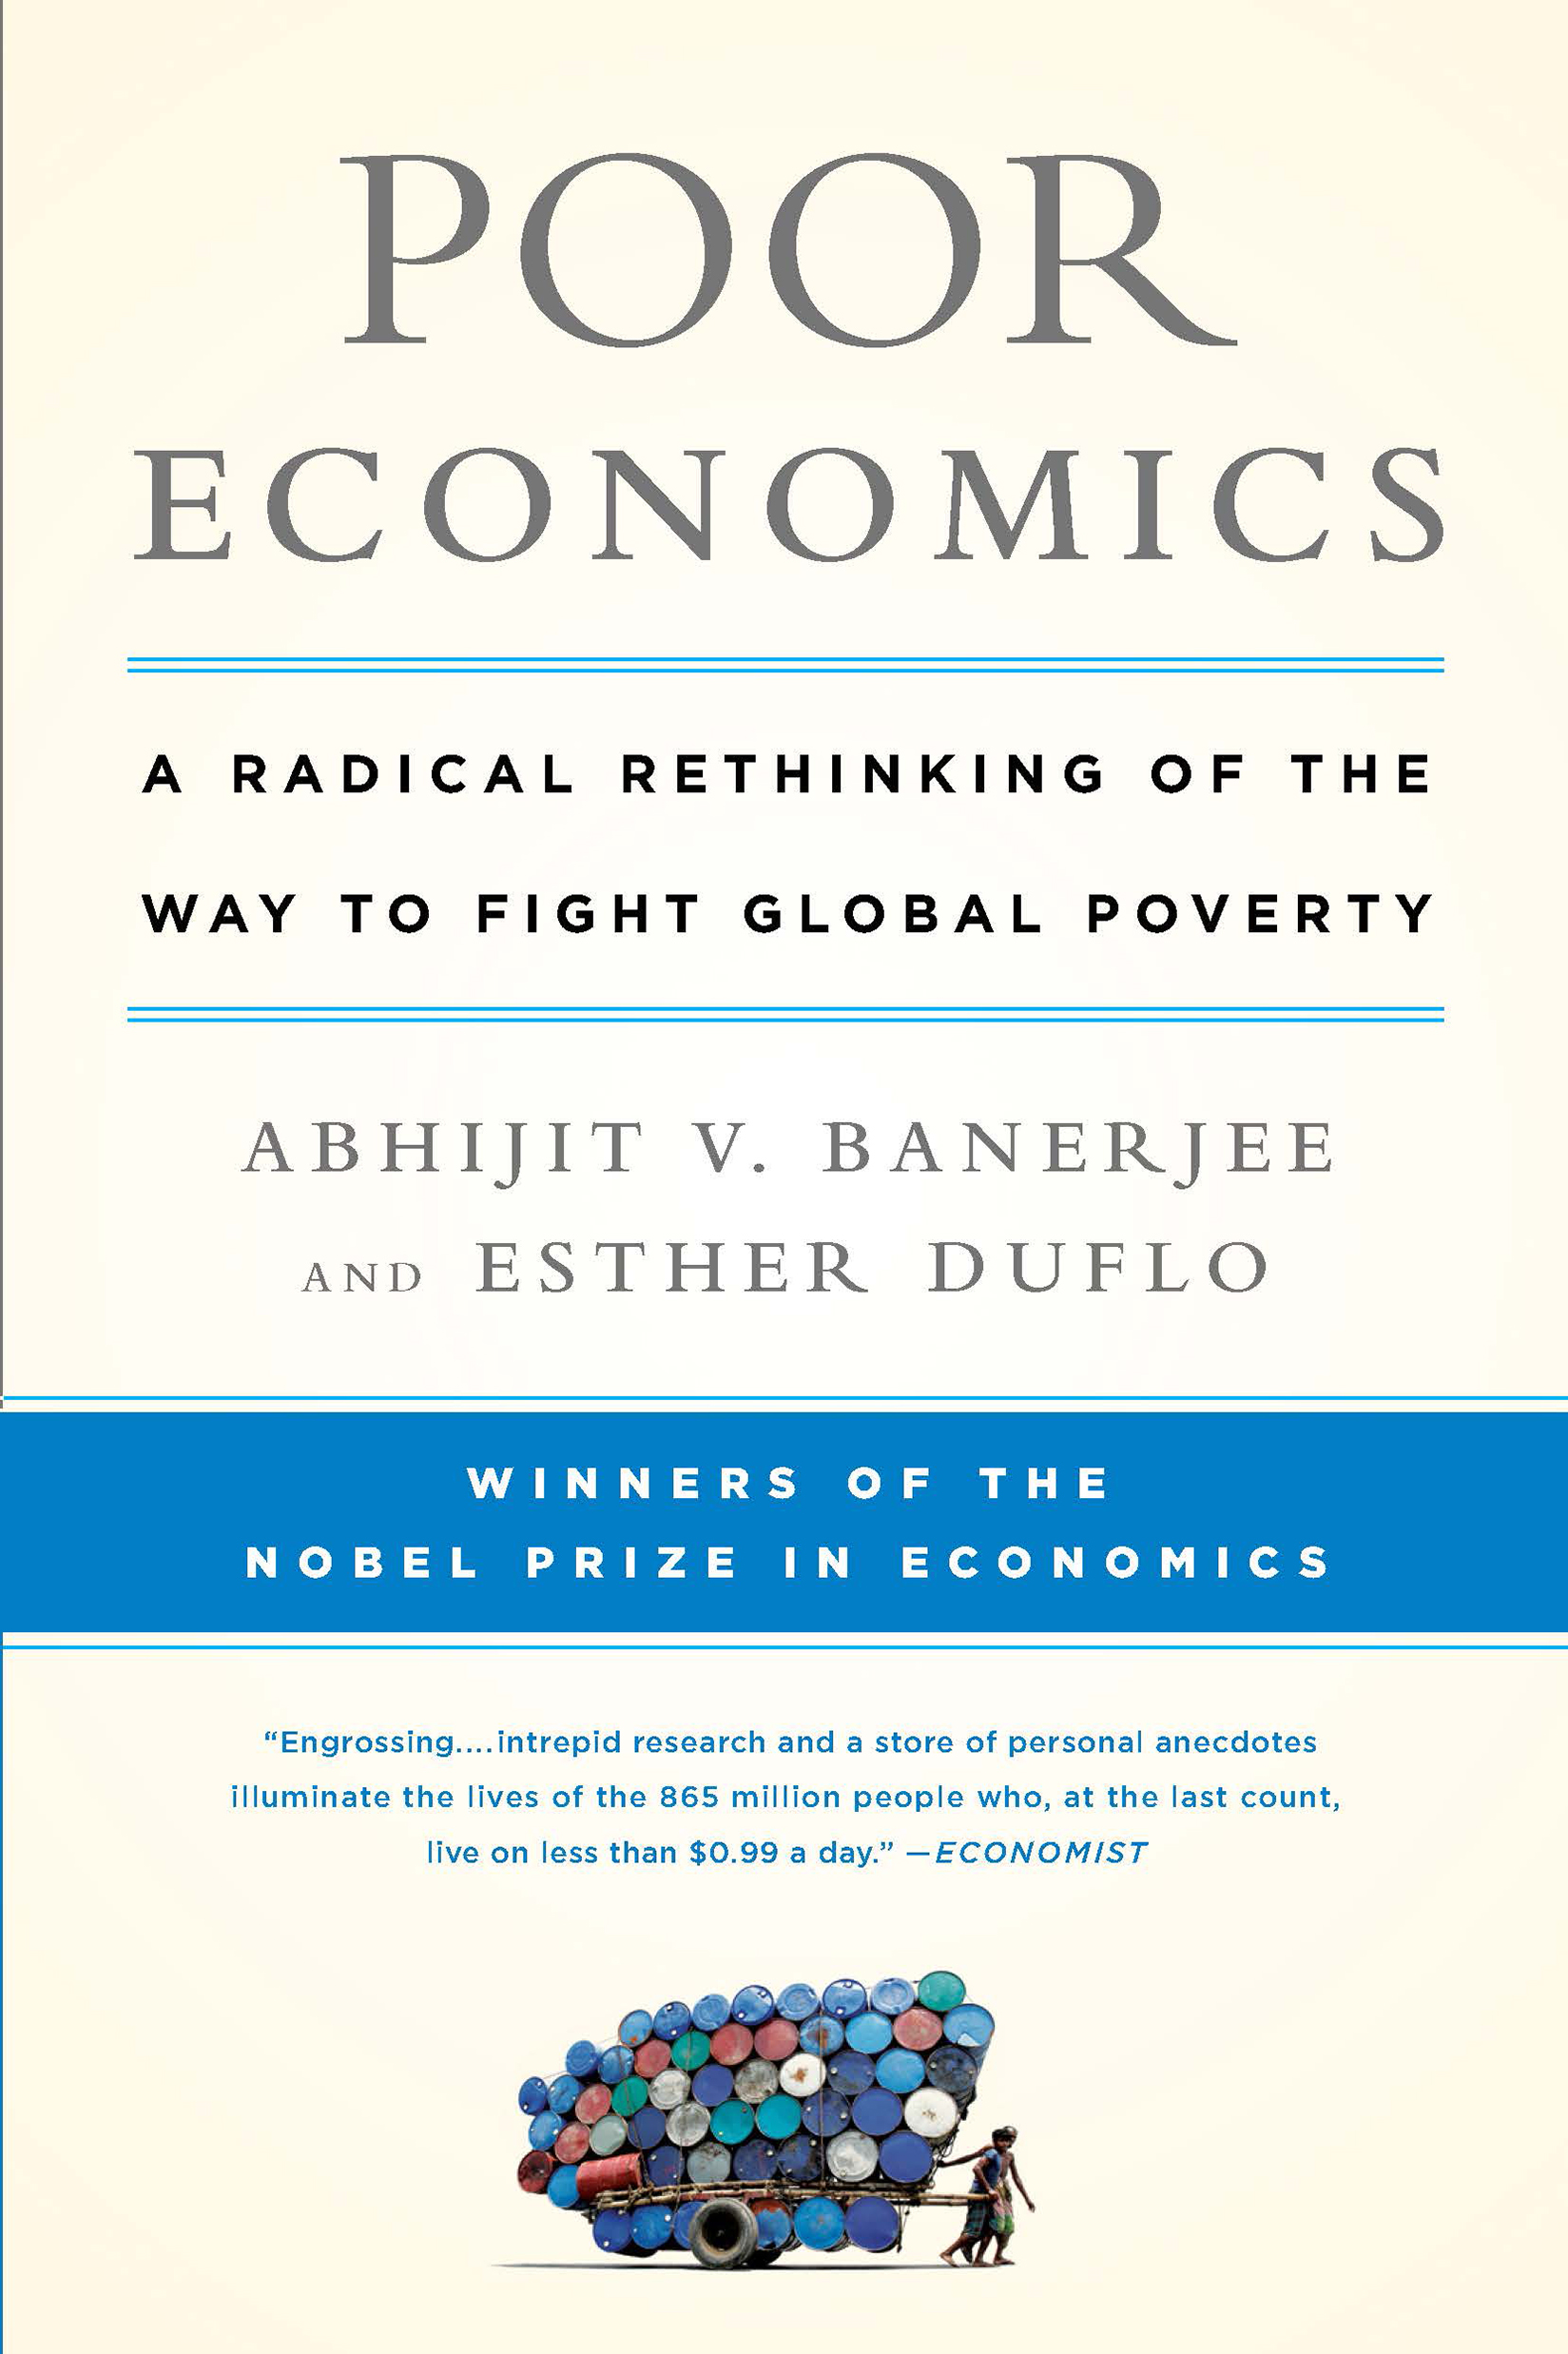 POOR
ECONOMICS
A RADICAL RETHINKING OF THE
WAY TO FIGHT GLOBAL POVERTY
ABHIJIT V. BANERJEE
AND ESTHER DUFLO
WINNERS OF THE
NOBEL PRIZE IN ECONOMICS
“Engrossing....intrepid research and a store of personal anecdotes
illuminate the lives of the 865 million people who, at the last count,
live on less than $0.99 a day.” —ECONOMIST